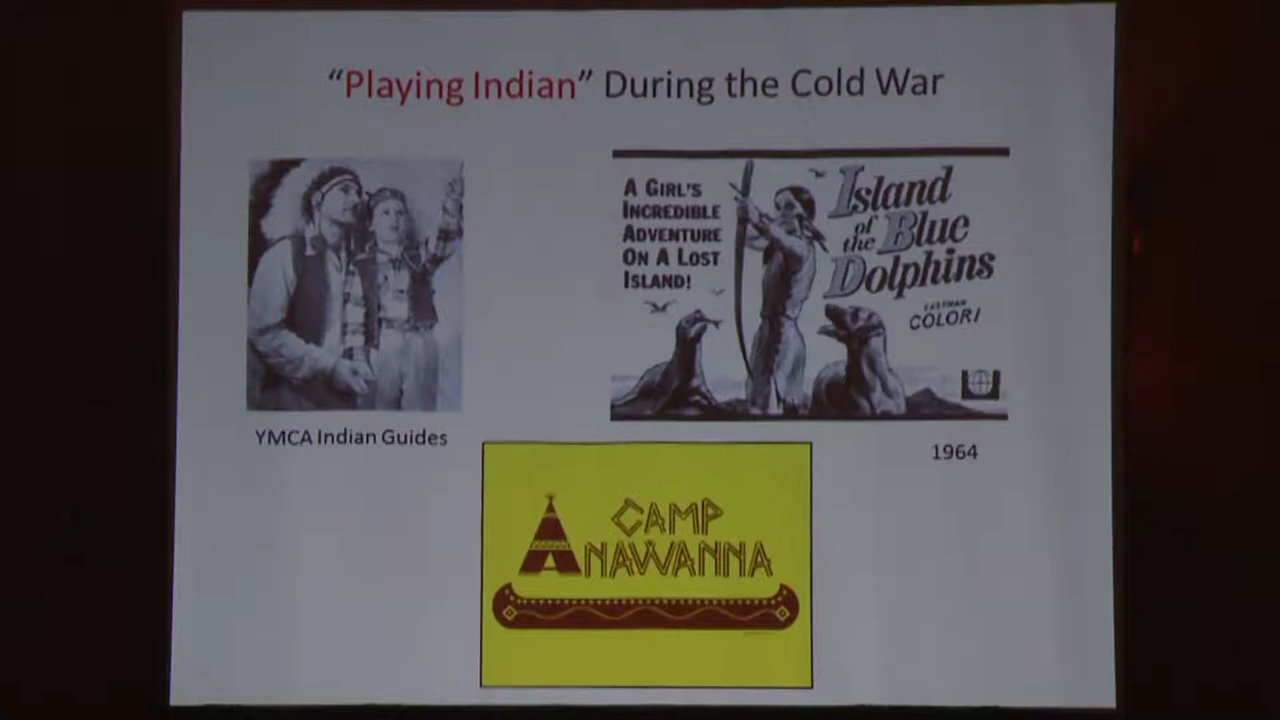 “Playing Indian” During the Cold War
A GIRL'S
INCREDIBLE
ADVENTURE
ON A LOST
ISLAND!
Island
of
the Blue
Dolphins
EASTMAN
COLOR!
YMCA Indian Guides
1964
CAMP
ANAWANNA